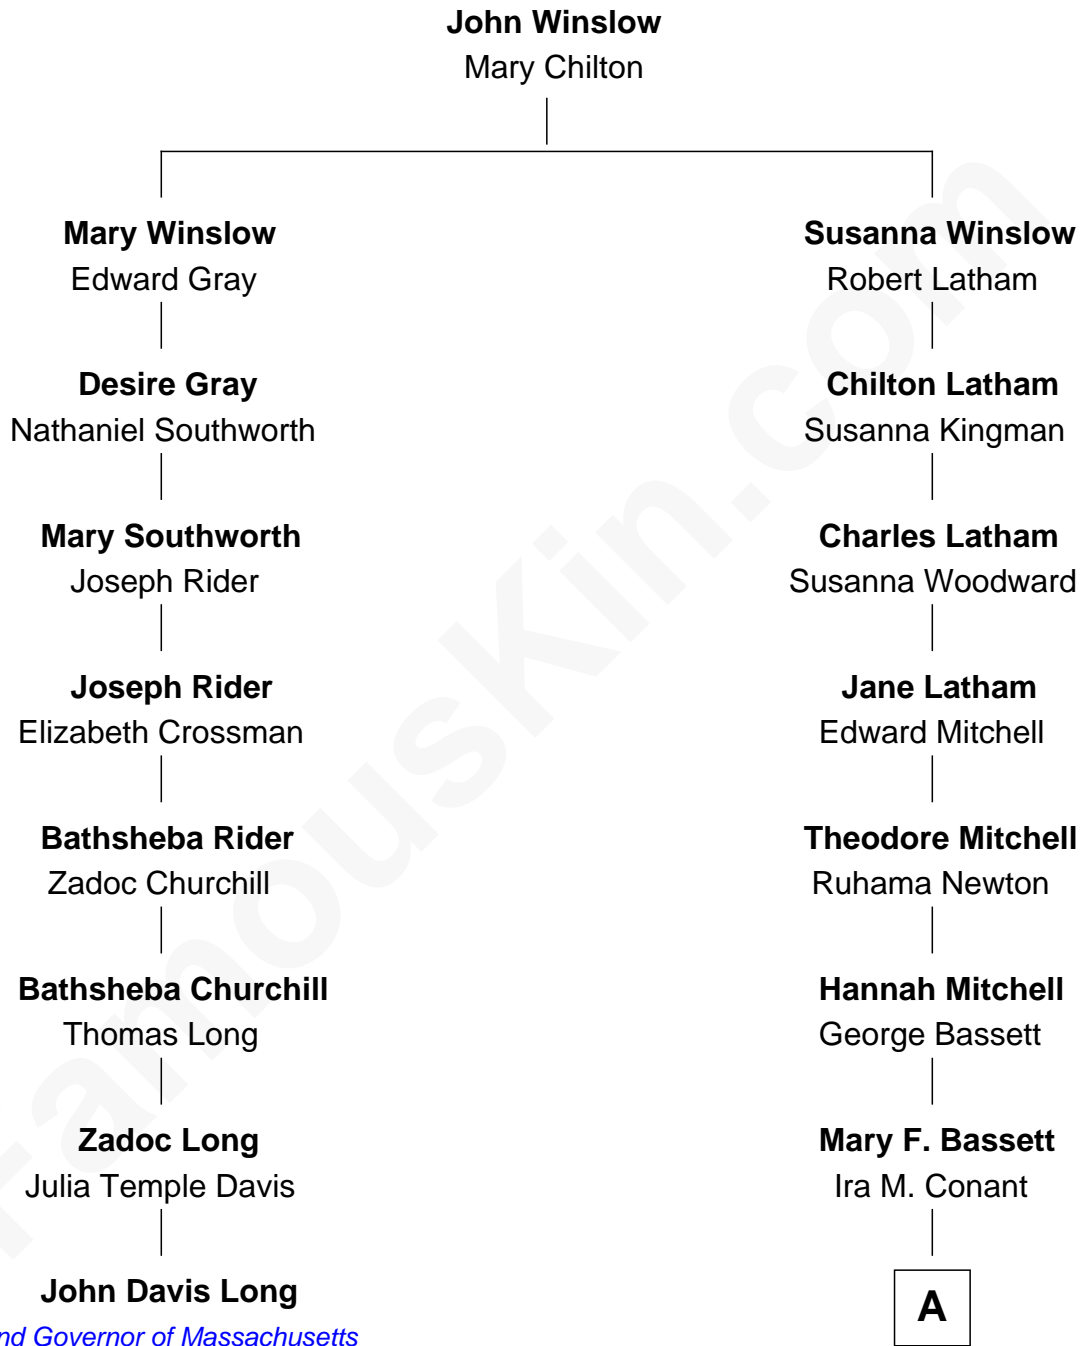 John Winslow
Mary Chilton
Mary Winslow
Edward Gray
Desire Gray
Nathaniel Southworth
Mary Southworth
Joseph Rider
Joseph Rider
Elizabeth Crossman
Bathsheba Rider
Zadoc Churchill
Bathsheba Churchill
Thomas Long
Zadoc Long
Julia Temple Davis
John Davis Long
nd Governor of Massachusetts
Susanna Winslow
Robert Latham
Chilton Latham
Susanna Kingman
Charles Latham
Susanna Woodward
Jane Latham
Edward Mitchell
Theodore Mitchell
Ruhama Newton
Hannah Mitchell
George Bassett
Mary F. Bassett
Ira M. Conant
A
FamousKin.com